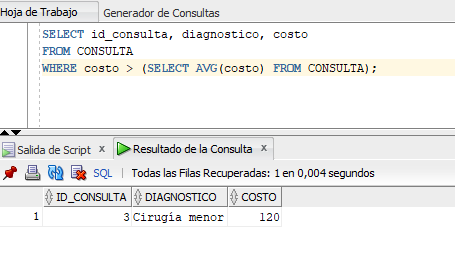 Hoja de Trabajo Generador de Consultas
SELECT id_consulta, diagnostico, costo
FROM CONSULTA
WHERE costo > (SELECT AVG(costo) FROM CONSULTA);
Salida de Script x Resultado de la Consulta x
SQL | Todas las Filas Recuperadas: 1 en 0,004 segundos
ID_CONSULTA DIAGNOSTICO COSTO
1 3 Cirugía menor 120